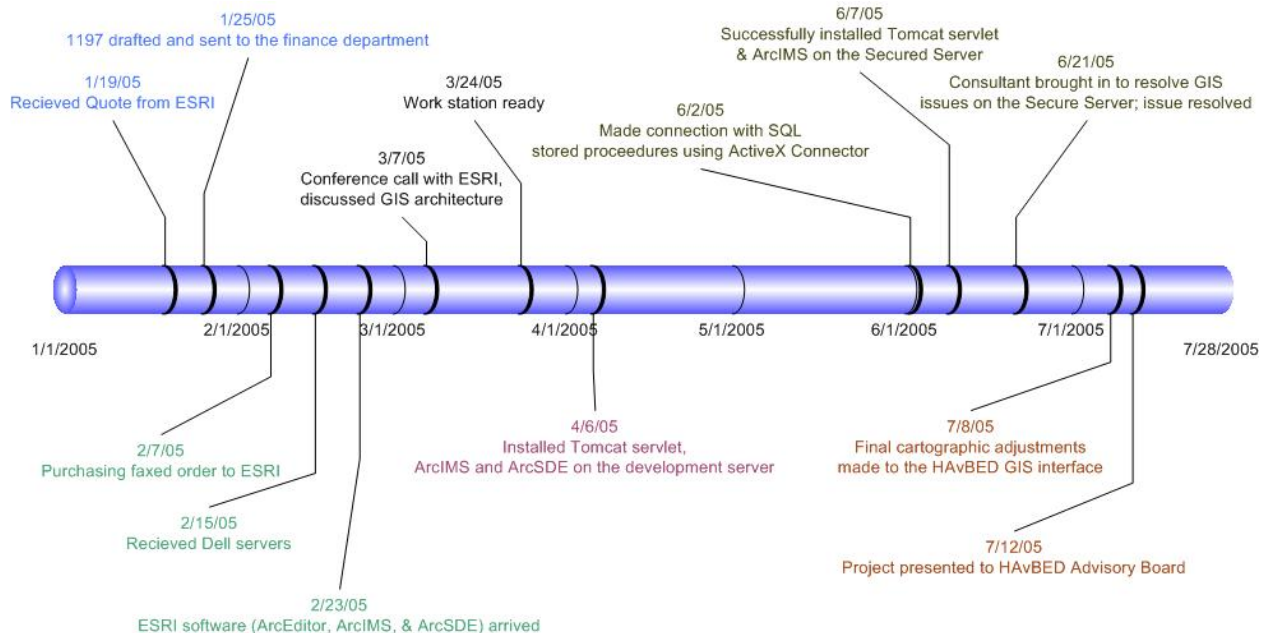 1/25/05
1197 drafted and sent to the finance department
1/19/05
Recieved Quote from ESRI
3/24/05
Work station ready
3/7/05
Conference call with ESRI,
discussed GIS architecture
6/7/05
Successfully installed Tomcat servlet
& ArcIMS on the Secured Server
6/2/05
Made connection with SQL
stored proceedures using ActiveX Connector
6/21/05
Consultant brought in to resolve GIS
issues on the Secure Server; issue resolved
1/1/2005
2/1/2005
3/1/2005
4/1/2005
5/1/2005
6/1/2005
7/1/2005
7/28/2005
2/7/05
Purchasing faxed order to ESRI
2/15/05
Recieved Dell servers
2/23/05
ESRI software (ArcEditor, ArcIMS, & ArcSDE) arrived
4/6/05
Installed Tomcat servlet,
ArcIMS and ArcSDE on the development server
7/8/05
Final cartographic adjustments
made to the HAvBED GIS interface
7/12/05
Project presented to HAvBED Advisory Board